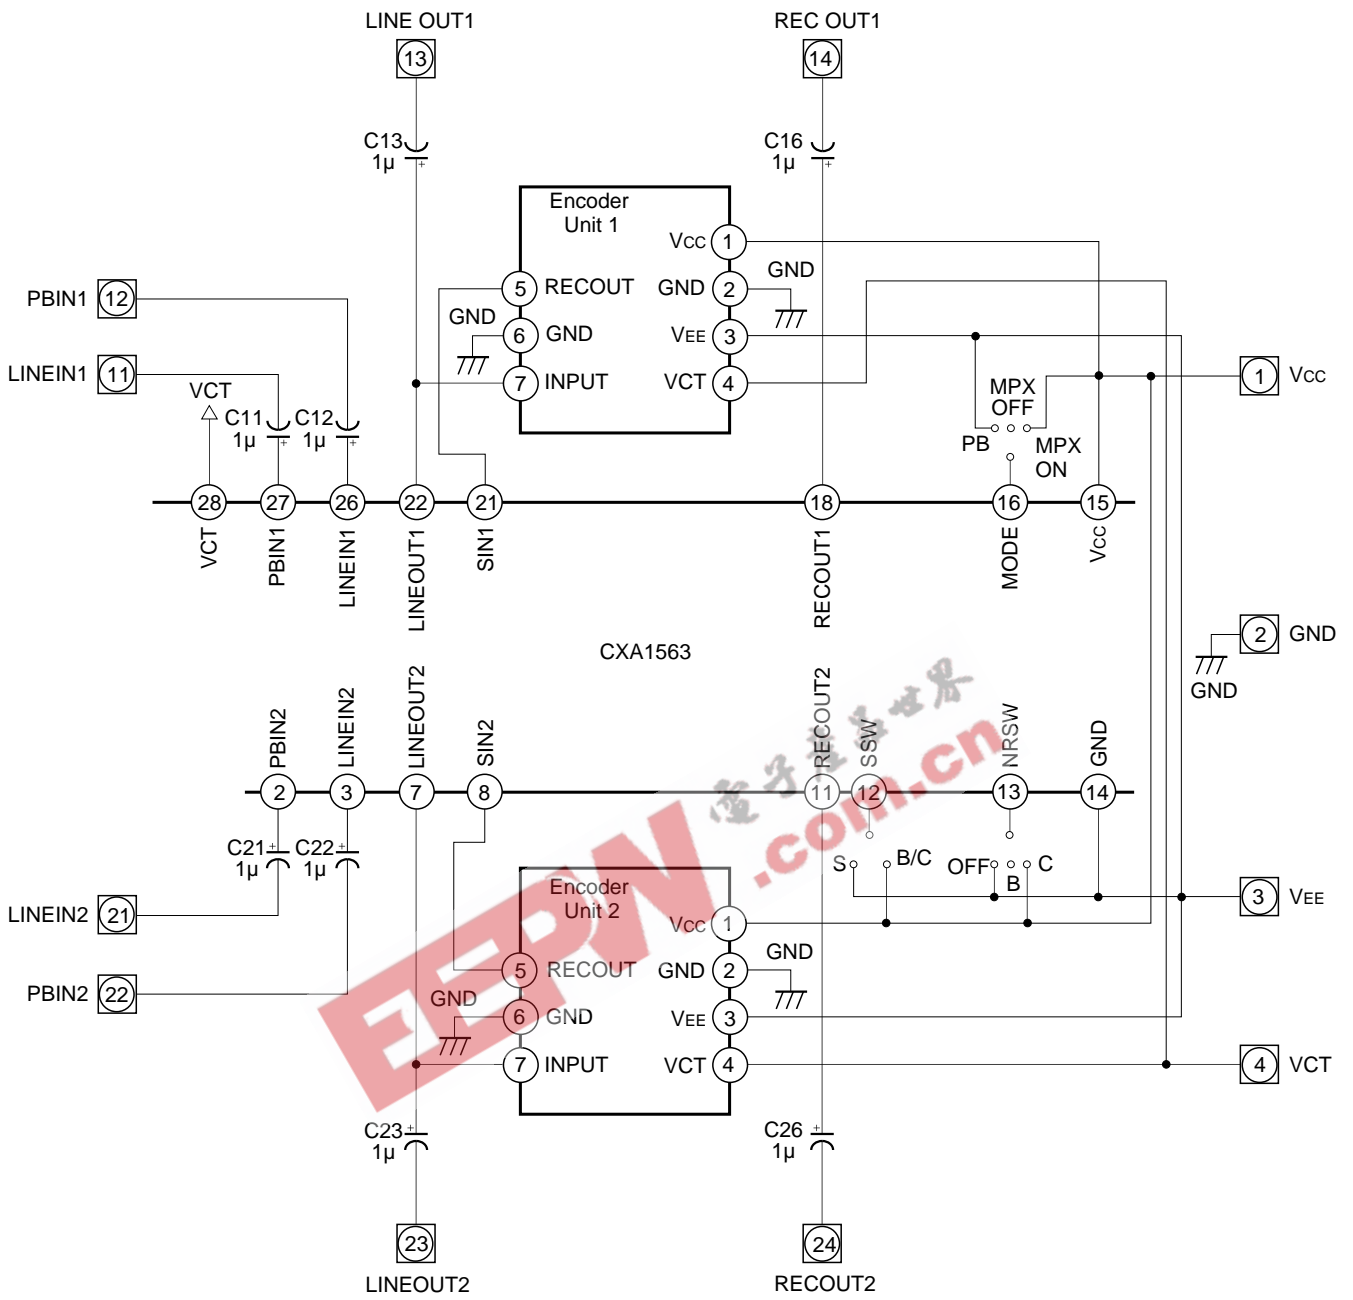 LINE OUT1
REC OUT1
13
14
C13
1µ
+
C16
1µ
+
Encoder
Unit 1
VCC 1
GND
5 RECOUT
GND 2
GND
6 GND
VEE 3
7 INPUT
VCT 4
PBIN1 12
LINEIN1 11
VCT
C11
1µ
+
C12
1µ
+
MPX
OFF
PB
MPX
ON
1 VCC
28
27
26
22
21
18
16
15
VCT
PBIN1
LINEIN1
LINEOUT1
SIN1
RECOUT1
MODE
VCC
2 GND
GND
CXA1563
PBIN2
LINEIN2
LINEOUT2
SIN2
RECOUT2
SSW
NRSW
GND
2
3
7
8
11
12
13
14
電子產品世界
EEPW.com.cn
C21
1µ
+
C22
1µ
+
S
B/C
OFF
B
C
3 VEE
LINEIN2 21
PBIN2 22
Encoder
Unit 2
VCC 1
GND
5 RECOUT
GND 2
GND
6 GND
VEE 3
7 INPUT
VCT 4
4 VCT
C23
1µ
+
C26
1µ
+
23
24
LINEOUT2
RECOUT2